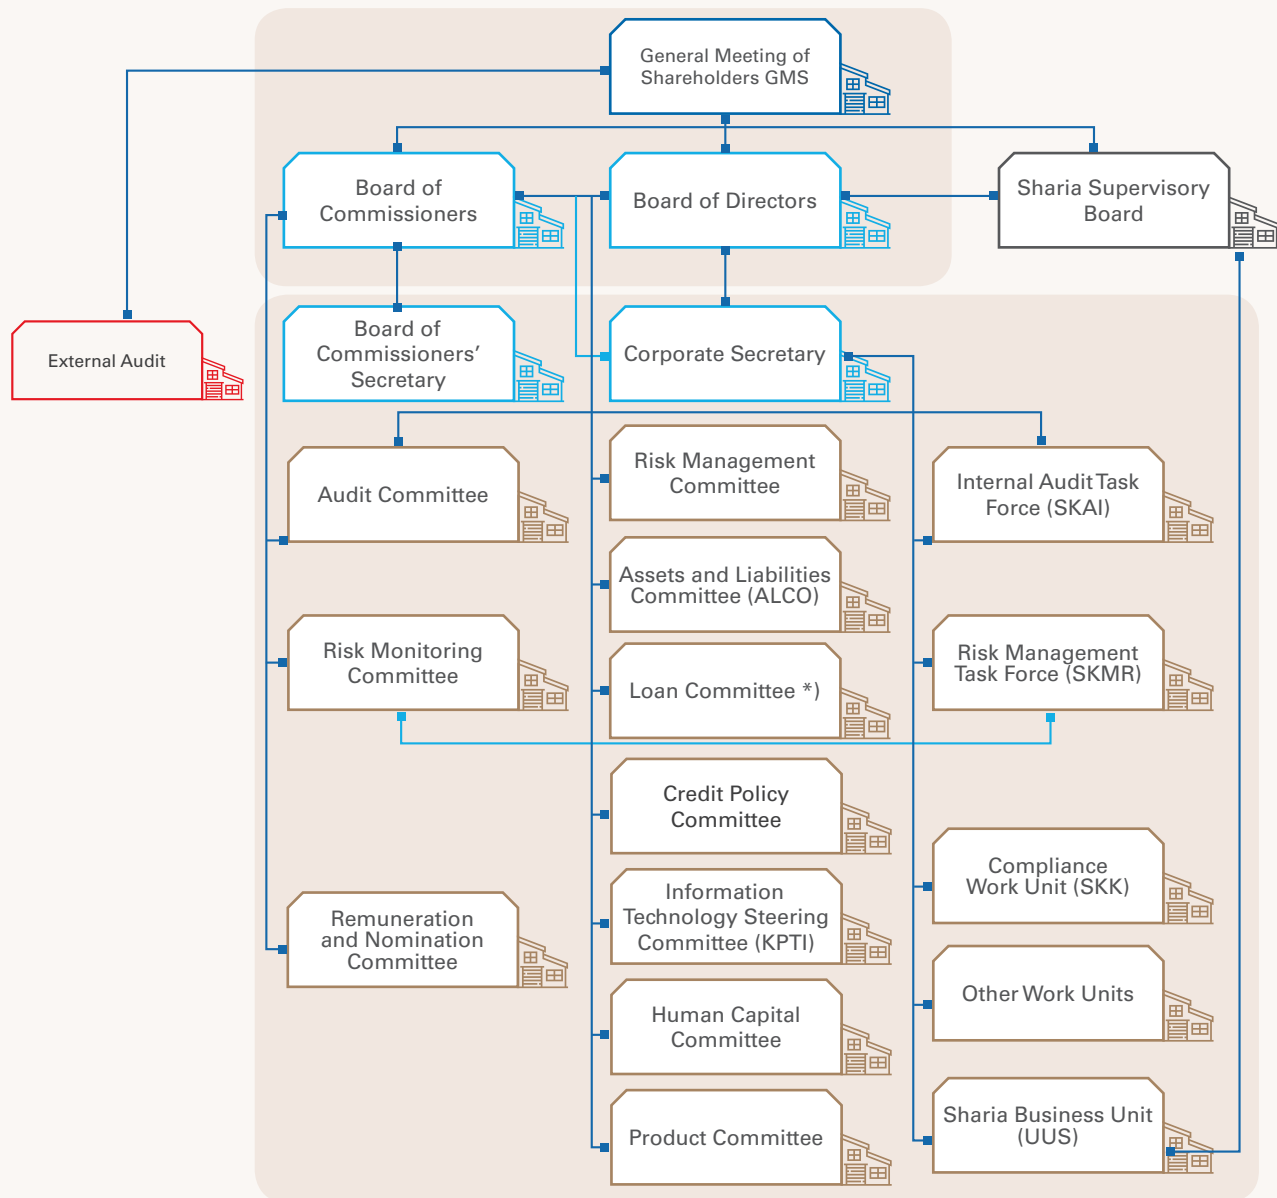 General Meeting of
Shareholders GMS
Board of
Commissioners
Board of Directors
Sharia Supervisory
Board
External Audit
Board of
Commissioners’
Secretary
Corporate Secretary
Audit Committee
Risk Management
Committee
Internal Audit Task
Force (SKAI)
Assets and Liabilities
Committee (ALCO)
Risk Monitoring
Committee
Loan Committee *)
Risk Management
Task Force (SKMR)
Credit Policy
Committee
Compliance
Work Unit (SKK)
Remuneration
and Nomination
Committee
Information
Technology Steering
Committee (KPTI)
Other Work Units
Human Capital
Committee
Product Committee
Sharia Business Unit
(UUS)